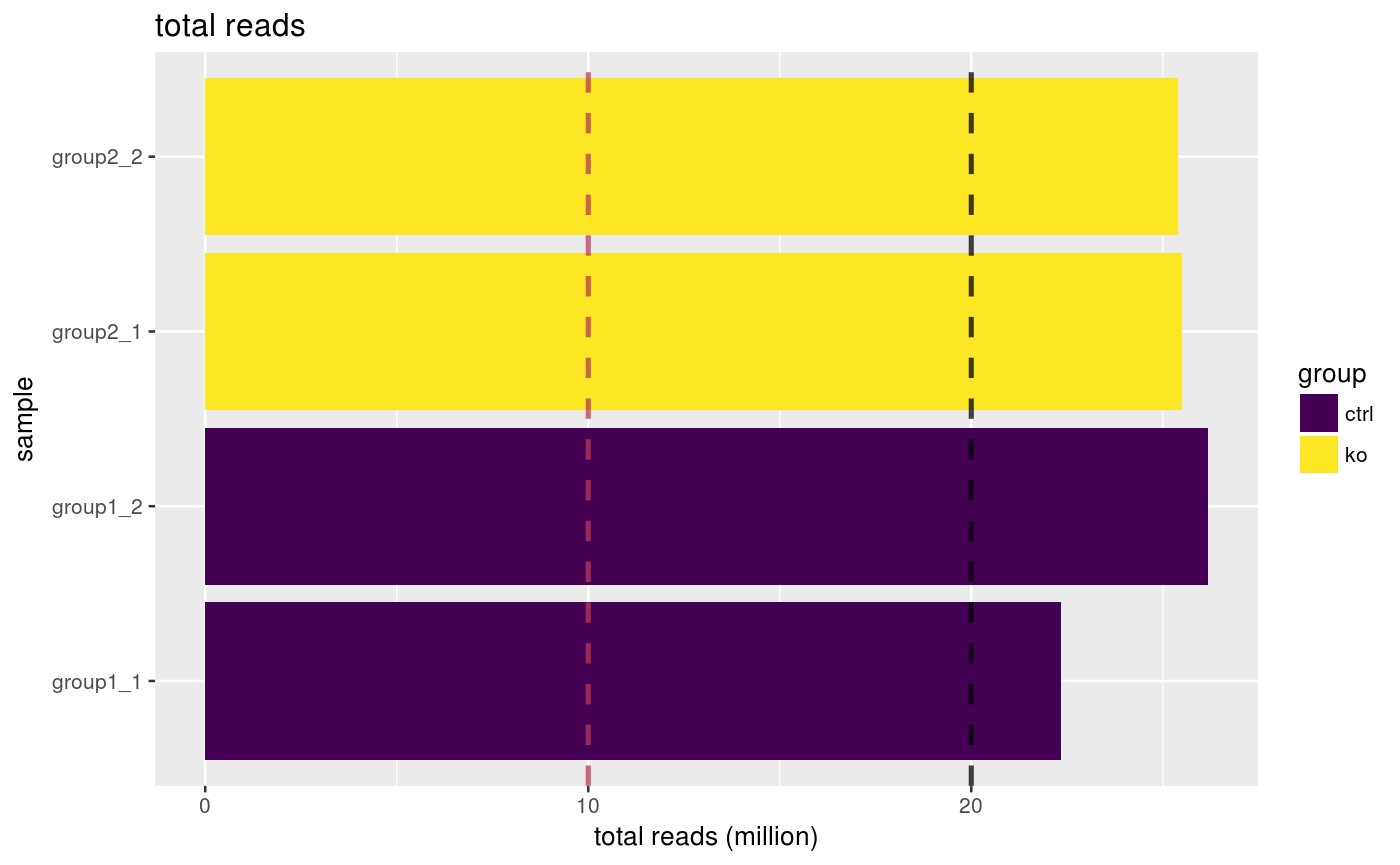 total reads
group2_2
group2_1
group1_2
group1_1
sample
0 10 20
total reads (million)
group
ctrl
ko